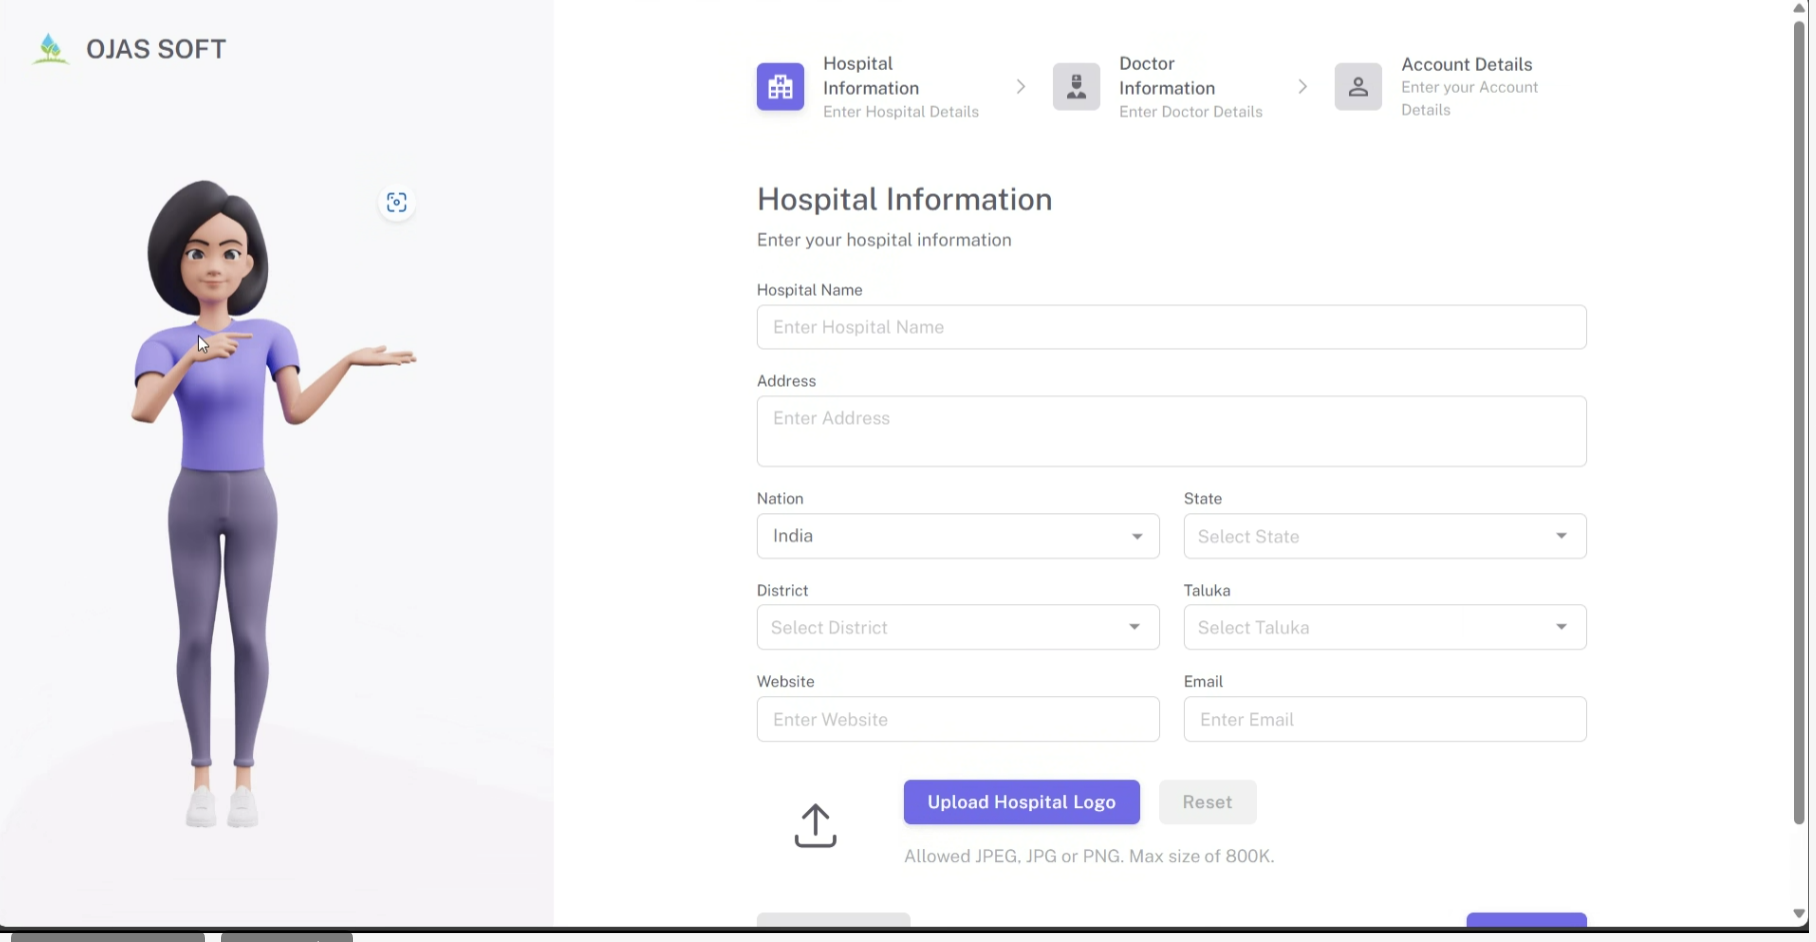 OJAS SOFT
Hospital
Information
Enter Hospital Details
Doctor
Information
Enter Doctor Details
Account Details
Enter your Account
Details
Hospital Information
Enter your hospital information
Hospital Name
Enter Hospital Name
Address
Enter Address
Nation
State
India
Select State
District
Taluka
Select District
Select Taluka
Website
Email
Enter Website
Enter Email
Upload Hospital Logo
Reset
Allowed JPEG, JPG or PNG. Max size of 800K.